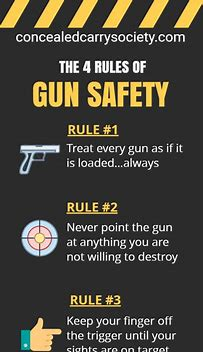 concealedcarrysociety.com
THE 4 RULES OF
GUN SAFETY
RULE #1
Treat every gun as if it
is loaded...always
RULE #2
Never point the gun
at anything you are
not willing to destroy
RULE #3
Keep your finger off
the trigger until your
sights are on target